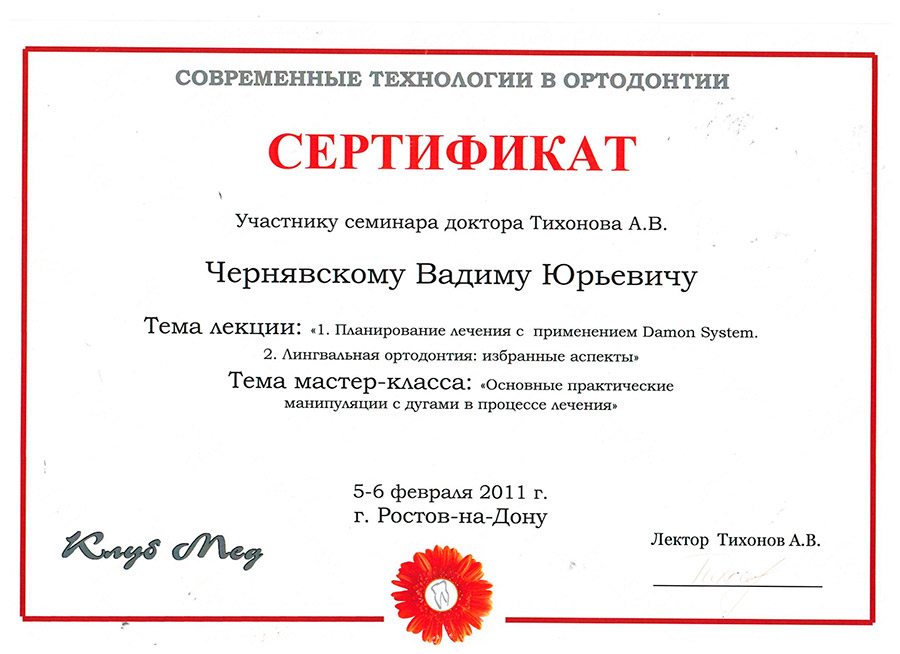 СОВРЕМЕННЫЕ ТЕХНОЛОГИИ В ОРТОДОНТИИ
СЕРТИФИКАТ
Участнику семинара доктора Тихонова А.В.
Чернявскому Вадиму Юрьевичу
Тема лекции: «1. Планирование лечения с применением Damon System.
2. Лингвальная ортодонтия: избранные аспекты»
Тема мастер-класса: «Основные практические
манипуляции с дугами в процессе лечения»
5-6 февраля 2011 г.
г. Ростов-на-Дону
Клуб Мед
Лектор Тихонов А.В.